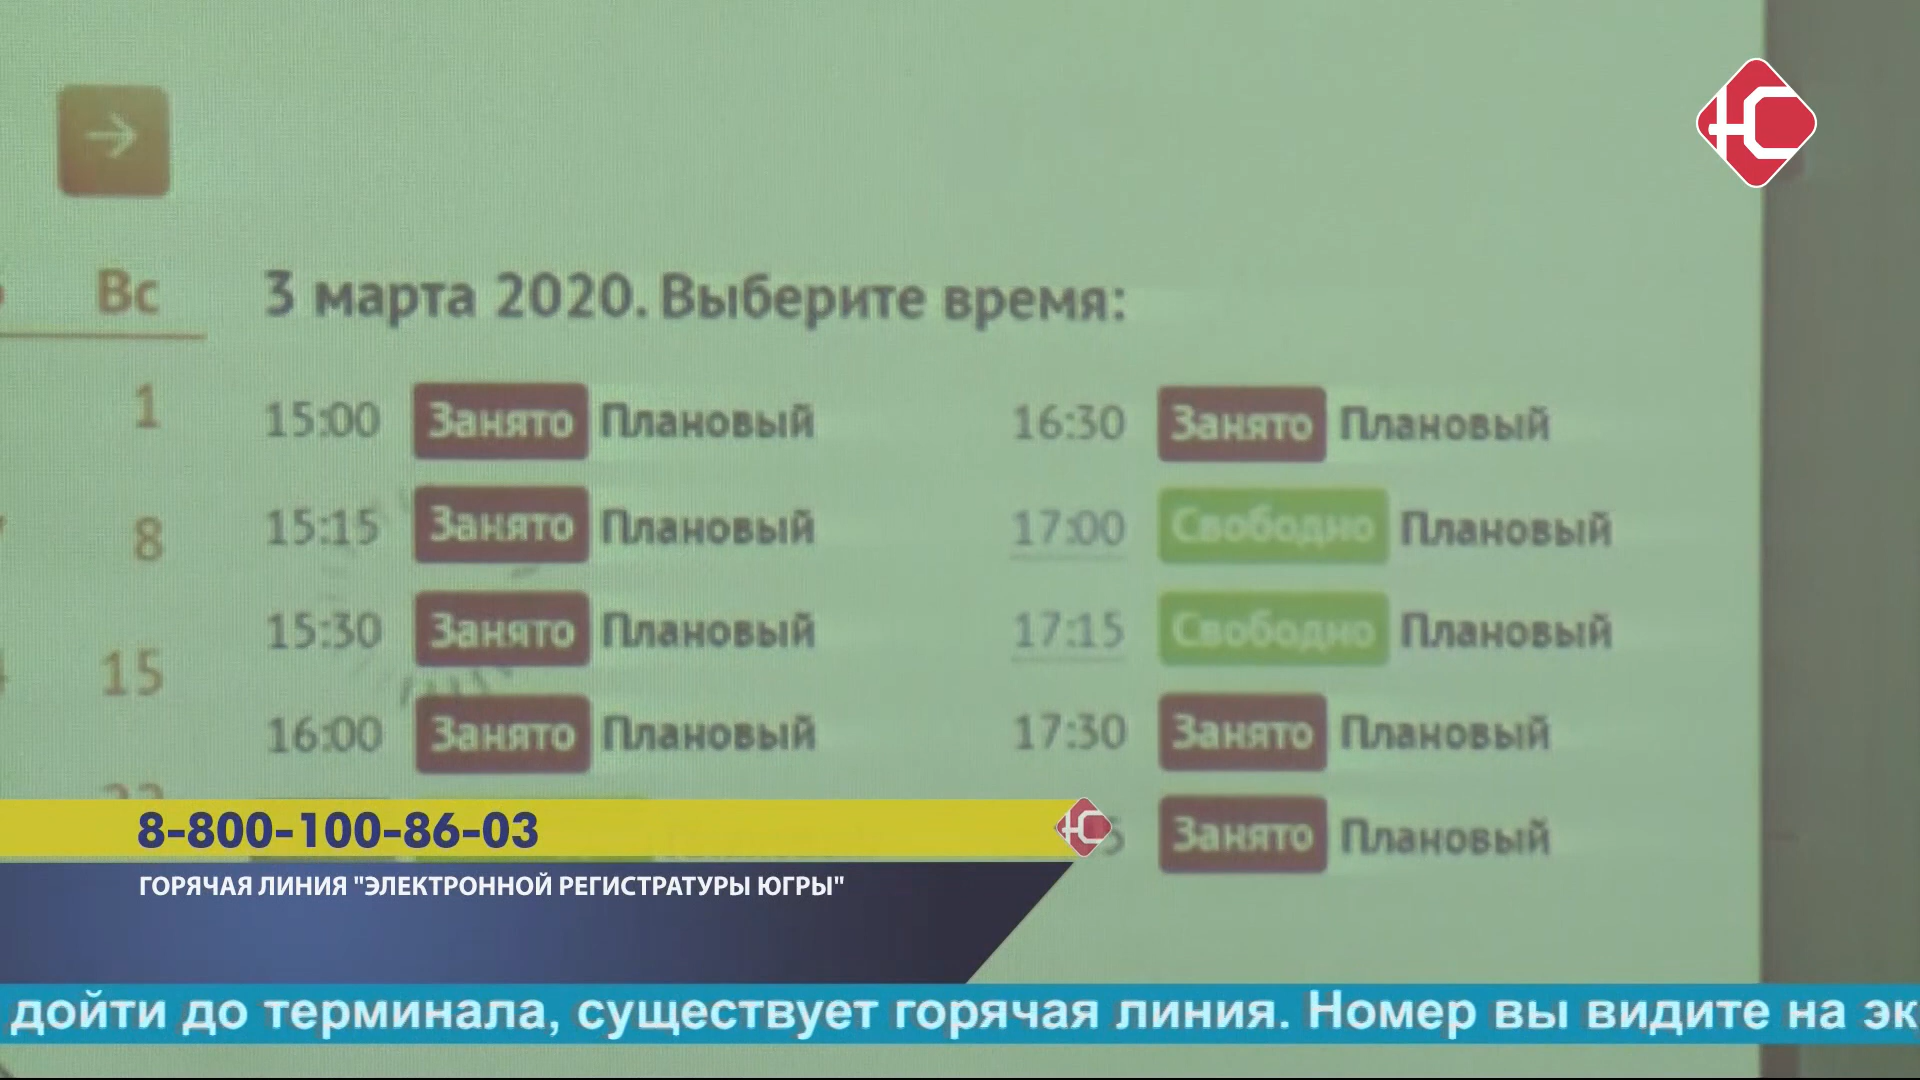 Вс
3 марта 2020. Выберите время:
1
15:00 Занято Плановый
16:30 Занято Плановый
8
15:15 Занято Плановый
17:00 Свободно Плановый
15:30 Занято Плановый
17:15 Свободно Плановый
15
16:00 Занято Плановый
17:30 Занято Плановый
Занято Плановый
8-800-100-86-03
ГОРЯЧАЯ ЛИНИЯ "ЭЛЕКТРОННОЙ РЕГИСТРАТУРЫ ЮГРЫ"
дойти до терминала, существует горячая линия. Номер вы видите на эк